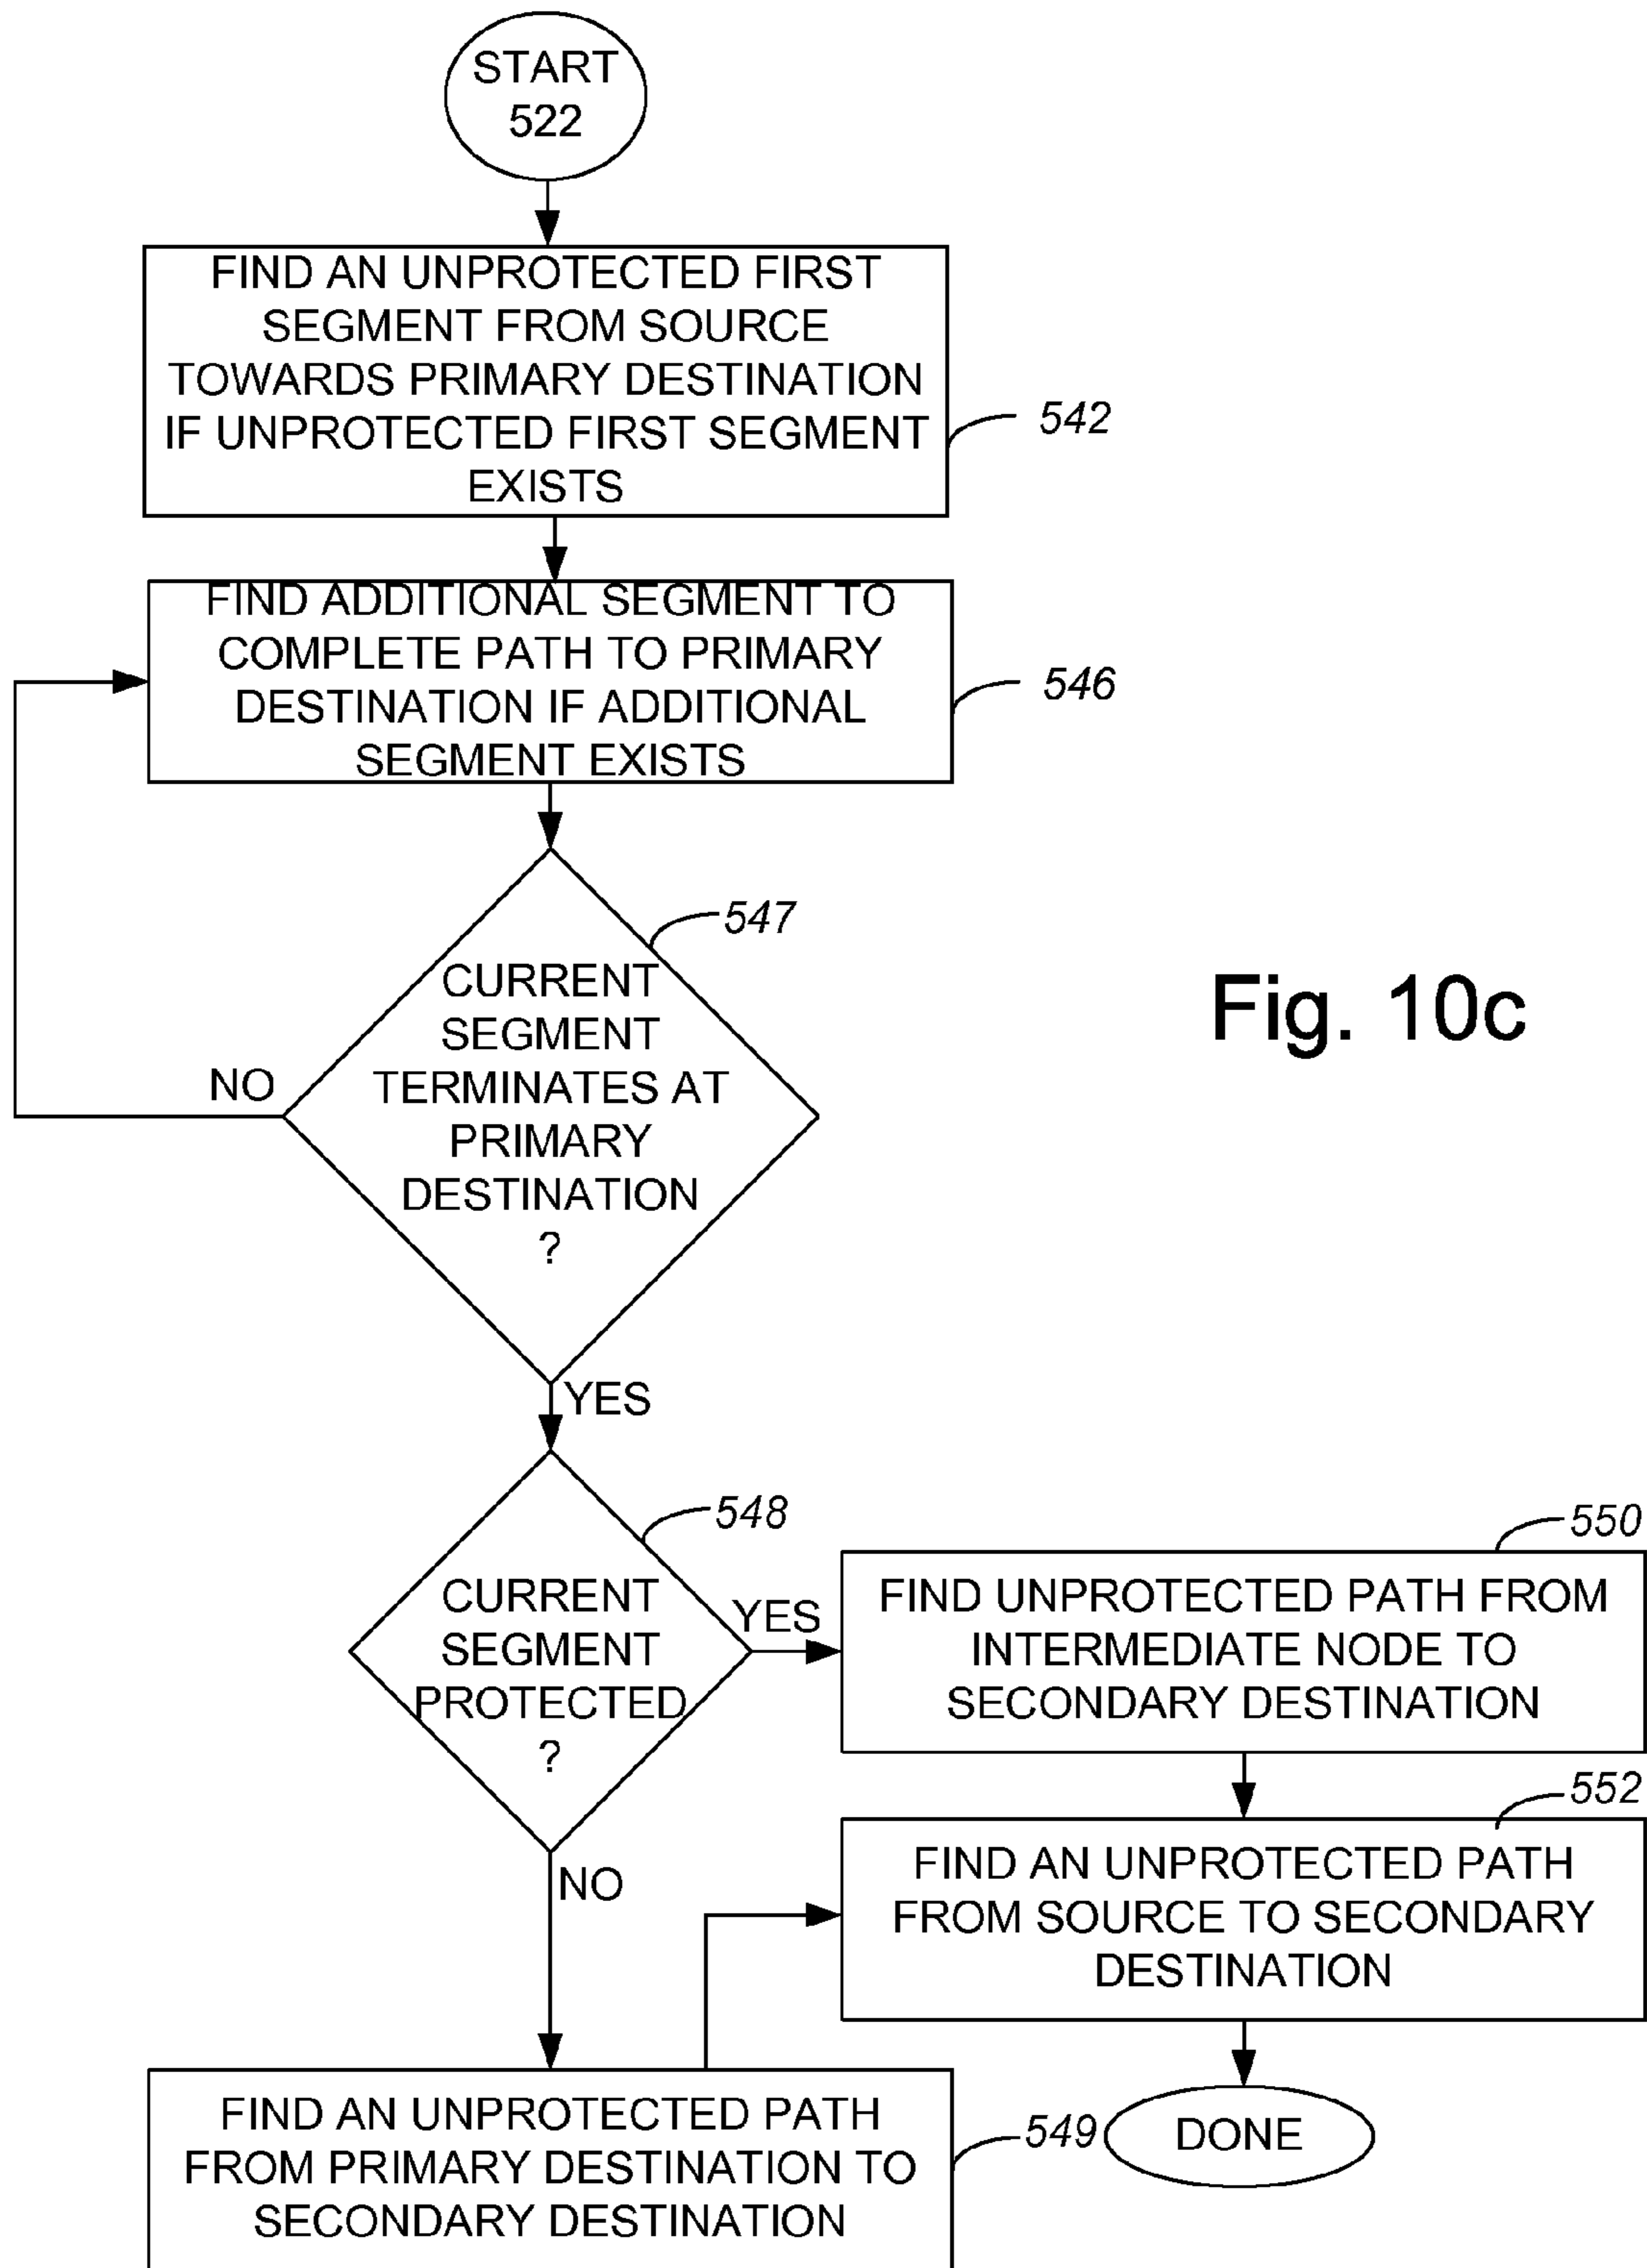 START
522
FIND AN UNPROTECTED FIRST
SEGMENT FROM SOURCE
TOWARDS PRIMARY DESTINATION
IF UNPROTECTED FIRST SEGMENT
EXISTS
542
FIND ADDITIONAL SEGMENT TO
COMPLETE PATH TO PRIMARY
DESTINATION IF ADDITIONAL
SEGMENT EXISTS
546
547
CURRENT
SEGMENT
TERMINATES AT
PRIMARY
DESTINATION
?
NO
YES
Fig. 10c
548
CURRENT
SEGMENT
PROTECTED
?
YES
NO
550
FIND UNPROTECTED PATH FROM
INTERMEDIATE NODE TO
SECONDARY DESTINATION
552
FIND AN UNPROTECTED PATH
FROM SOURCE TO SECONDARY
DESTINATION
FIND AN UNPROTECTED PATH
FROM PRIMARY DESTINATION TO
SECONDARY DESTINATION
549
DONE